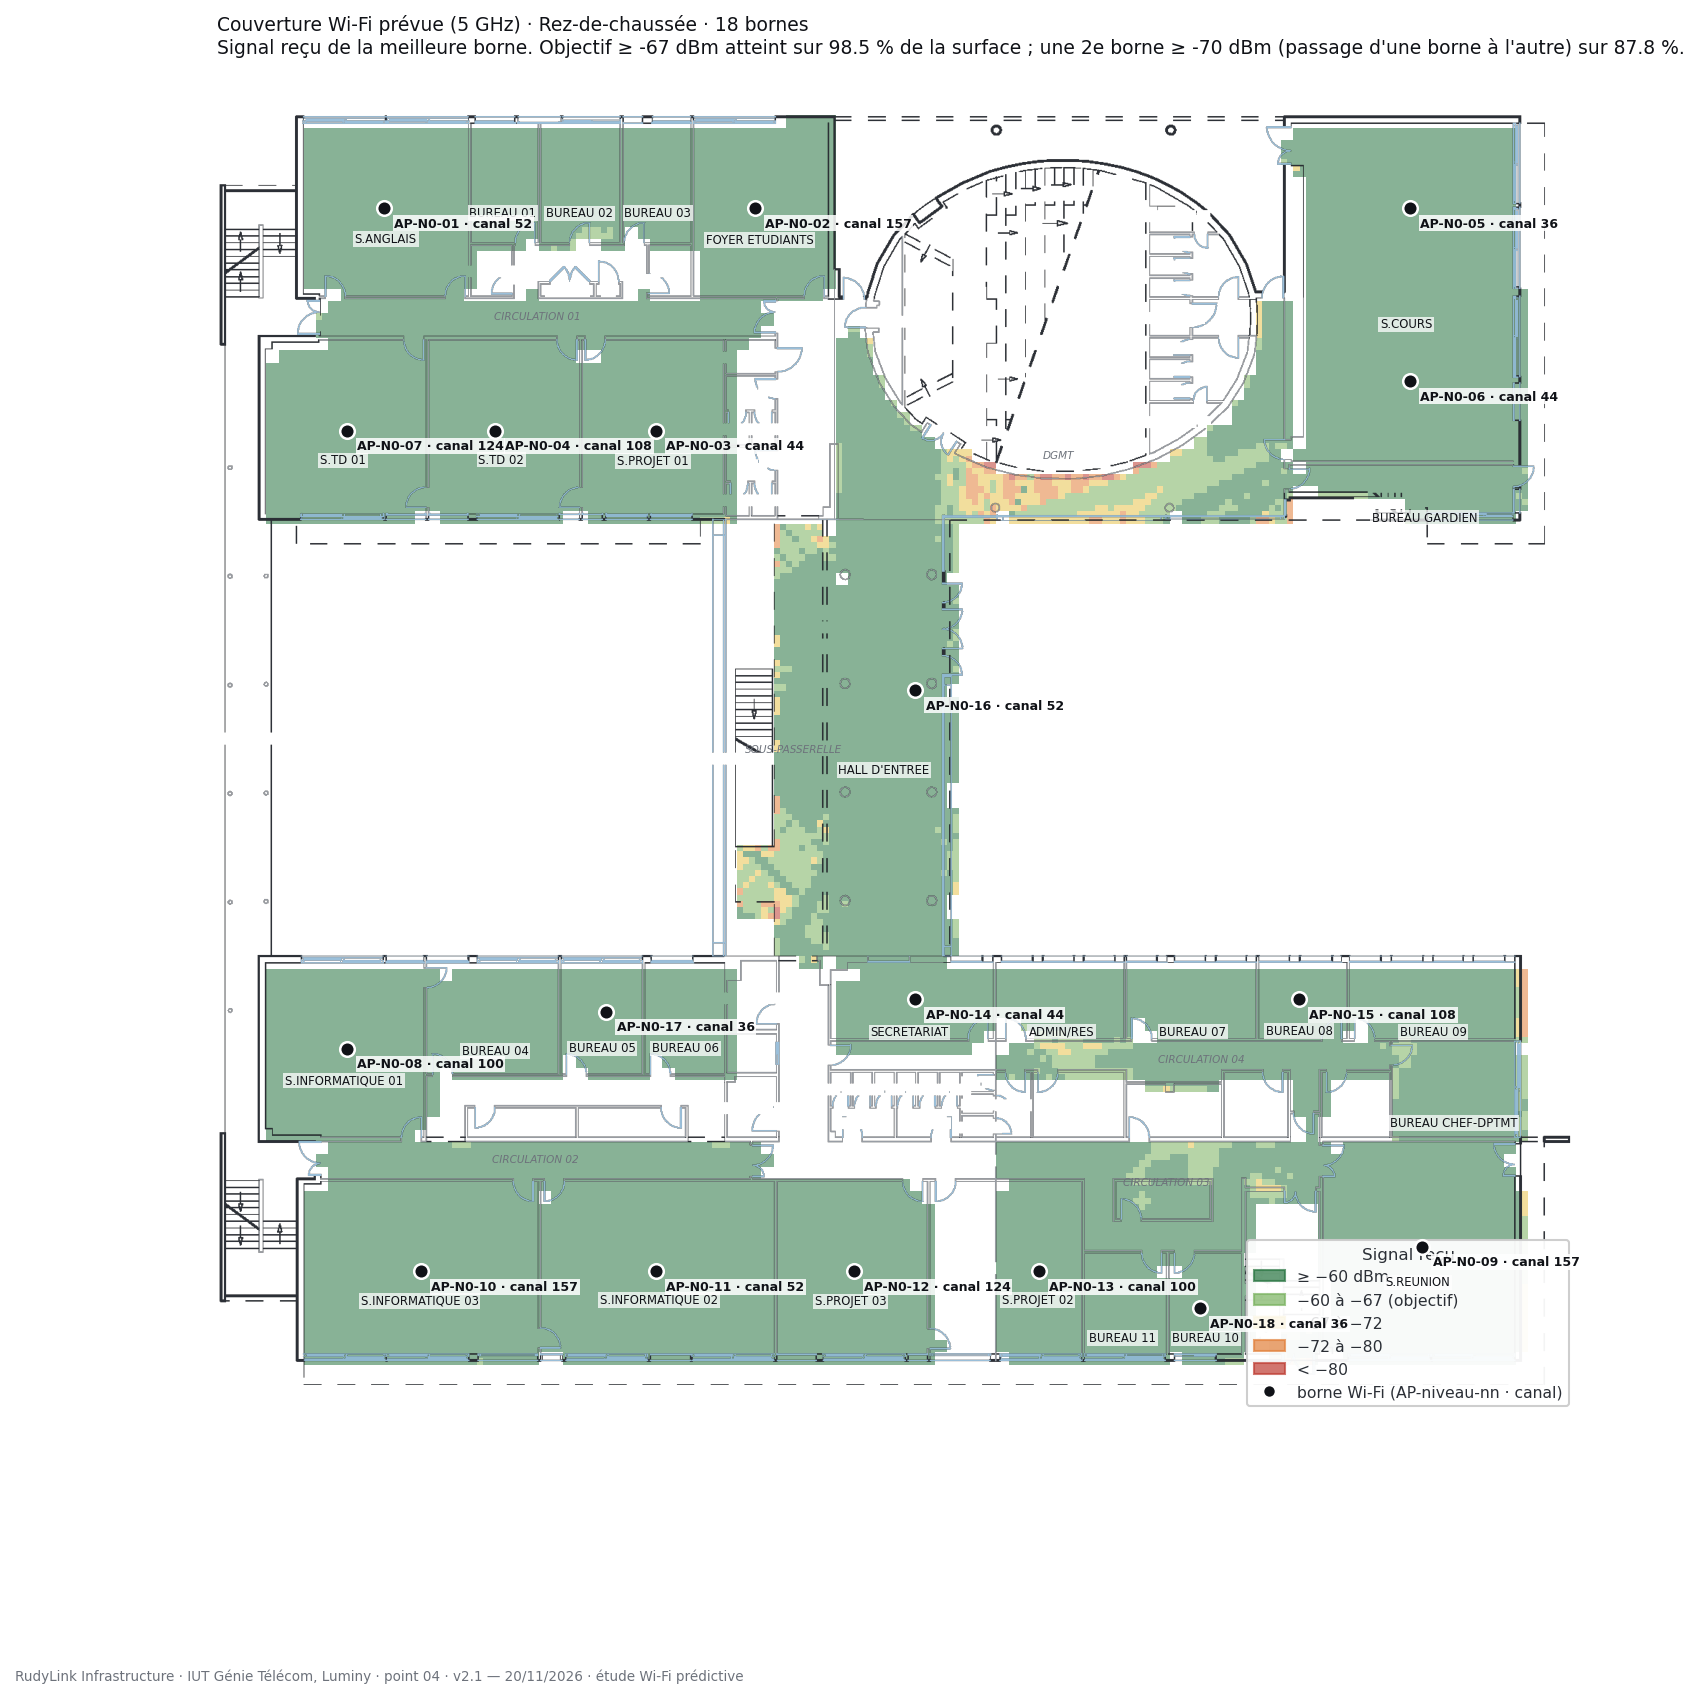 Couverture Wi-Fi prévue (5 GHz) · Rez-de-chaussée · 18 bornes
Signal reçu de la meilleure borne. Objectif ≥ -67 dBm atteint sur 98.5 % de la surface ; une 2e borne ≥ -70 dBm (passage d'une borne à l'autre) sur 87.8 %.
BUREAU 01
BUREAU 02
BUREAU 03
AP-N0-01 · canal 52
AP-N0-02 · canal 157
AP-N0-05 · canal 36
S.ANGLAIS
FOYER ETUDIANTS
CIRCULATION 01
S.COURS
AP-N0-06 · canal 44
AP-N0-07 · canal 124
AP-N0-04 · canal 108
AP-N0-03 · canal 44
S.TD 01
S.TD 02
S.PROJET 01
DGMT
BUREAU GARDIEN
AP-N0-16 · canal 52
SOUS-PASSERELLE
HALL D'ENTREE
AP-N0-17 · canal 36
AP-N0-14 · canal 44
AP-N0-15 · canal 108
SECRETARIAT
ADMIN/RES
BUREAU 07
BUREAU 08
BUREAU 09
BUREAU 04
BUREAU 05
BUREAU 06
AP-N0-08 · canal 100
CIRCULATION 04
S.INFORMATIQUE 01
BUREAU CHEF-DPTMT
CIRCULATION 02
CIRCULATION 03
AP-N0-10 · canal 157
AP-N0-11 · canal 52
AP-N0-12 · canal 124
AP-N0-13 · canal 100
S.INFORMATIQUE 03
S.INFORMATIQUE 02
S.PROJET 03
S.PROJET 02
BUREAU 11
BUREAU 10
AP-N0-18 · canal 36
Signal reçu
AP-N0-09 · canal 157
≥ −60 dBm
S.REUNION
−60 à −67 (objectif)
−72
−72 à −80
< −80
borne Wi-Fi (AP-niveau-nn · canal)
RudyLink Infrastructure · IUT Génie Télécom, Luminy · point 04 · v2.1 — 20/11/2026 · étude Wi-Fi prédictive